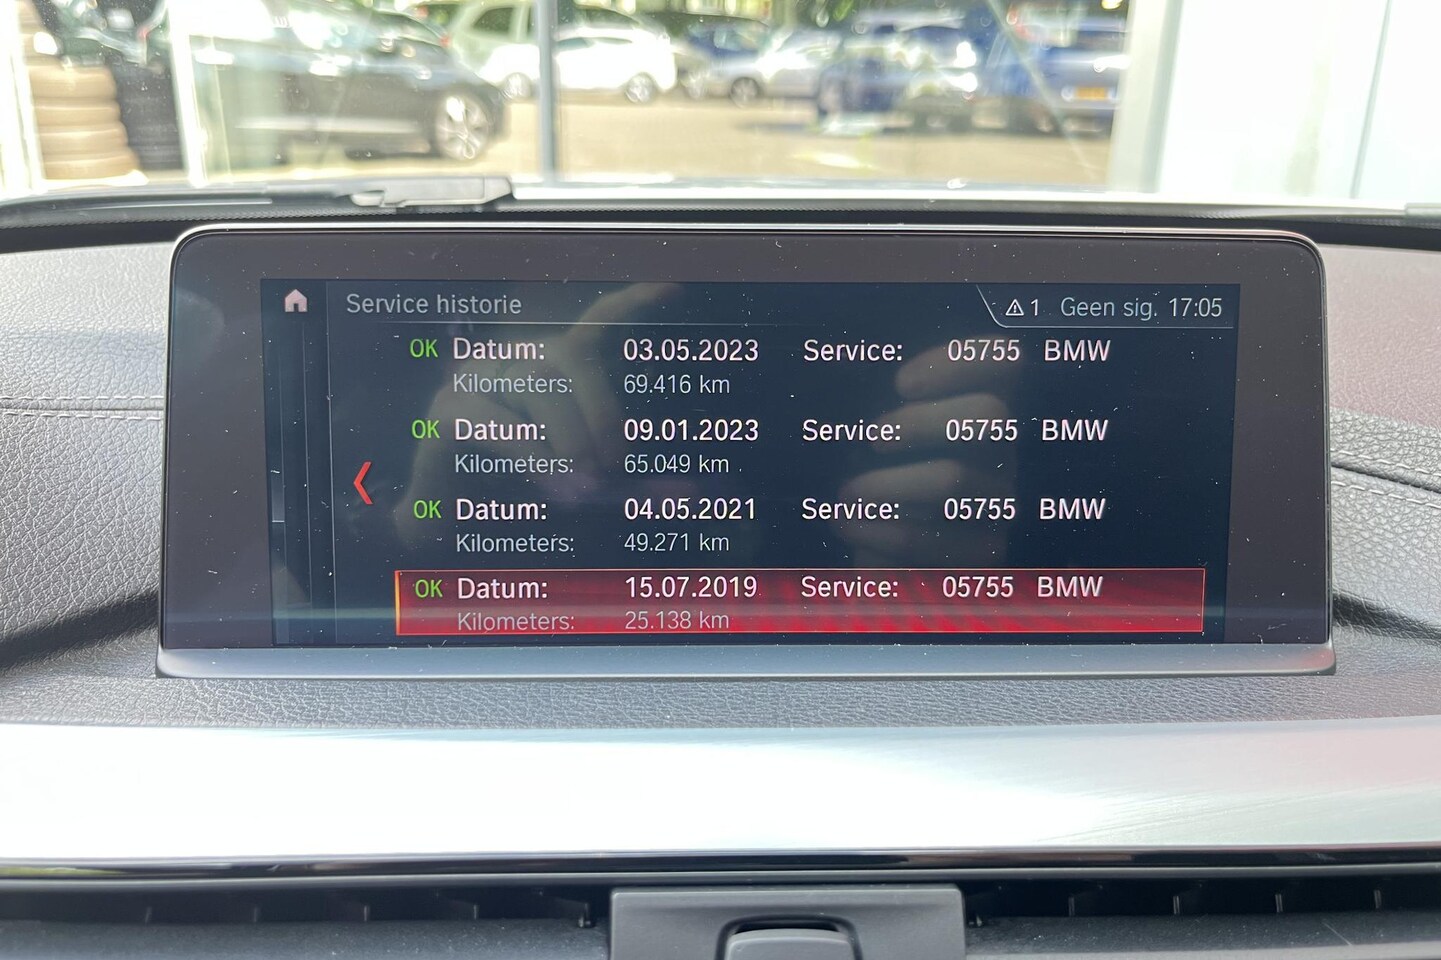 Service historie
1 Geen sig. 17:05
OK Datum: 03.05.2023 Service: 05755 BMW
Kilometers: 69.416 km
OK Datum: 09.01.2023 Service: 05755 BMW
Kilometers: 65.049 km
OK Datum: 04.05.2021 Service: 05755 BMW
Kilometers: 49.271 km
OK Datum: 15.07.2019 Service: 05755 BMW
Kilometers: 25.138 km